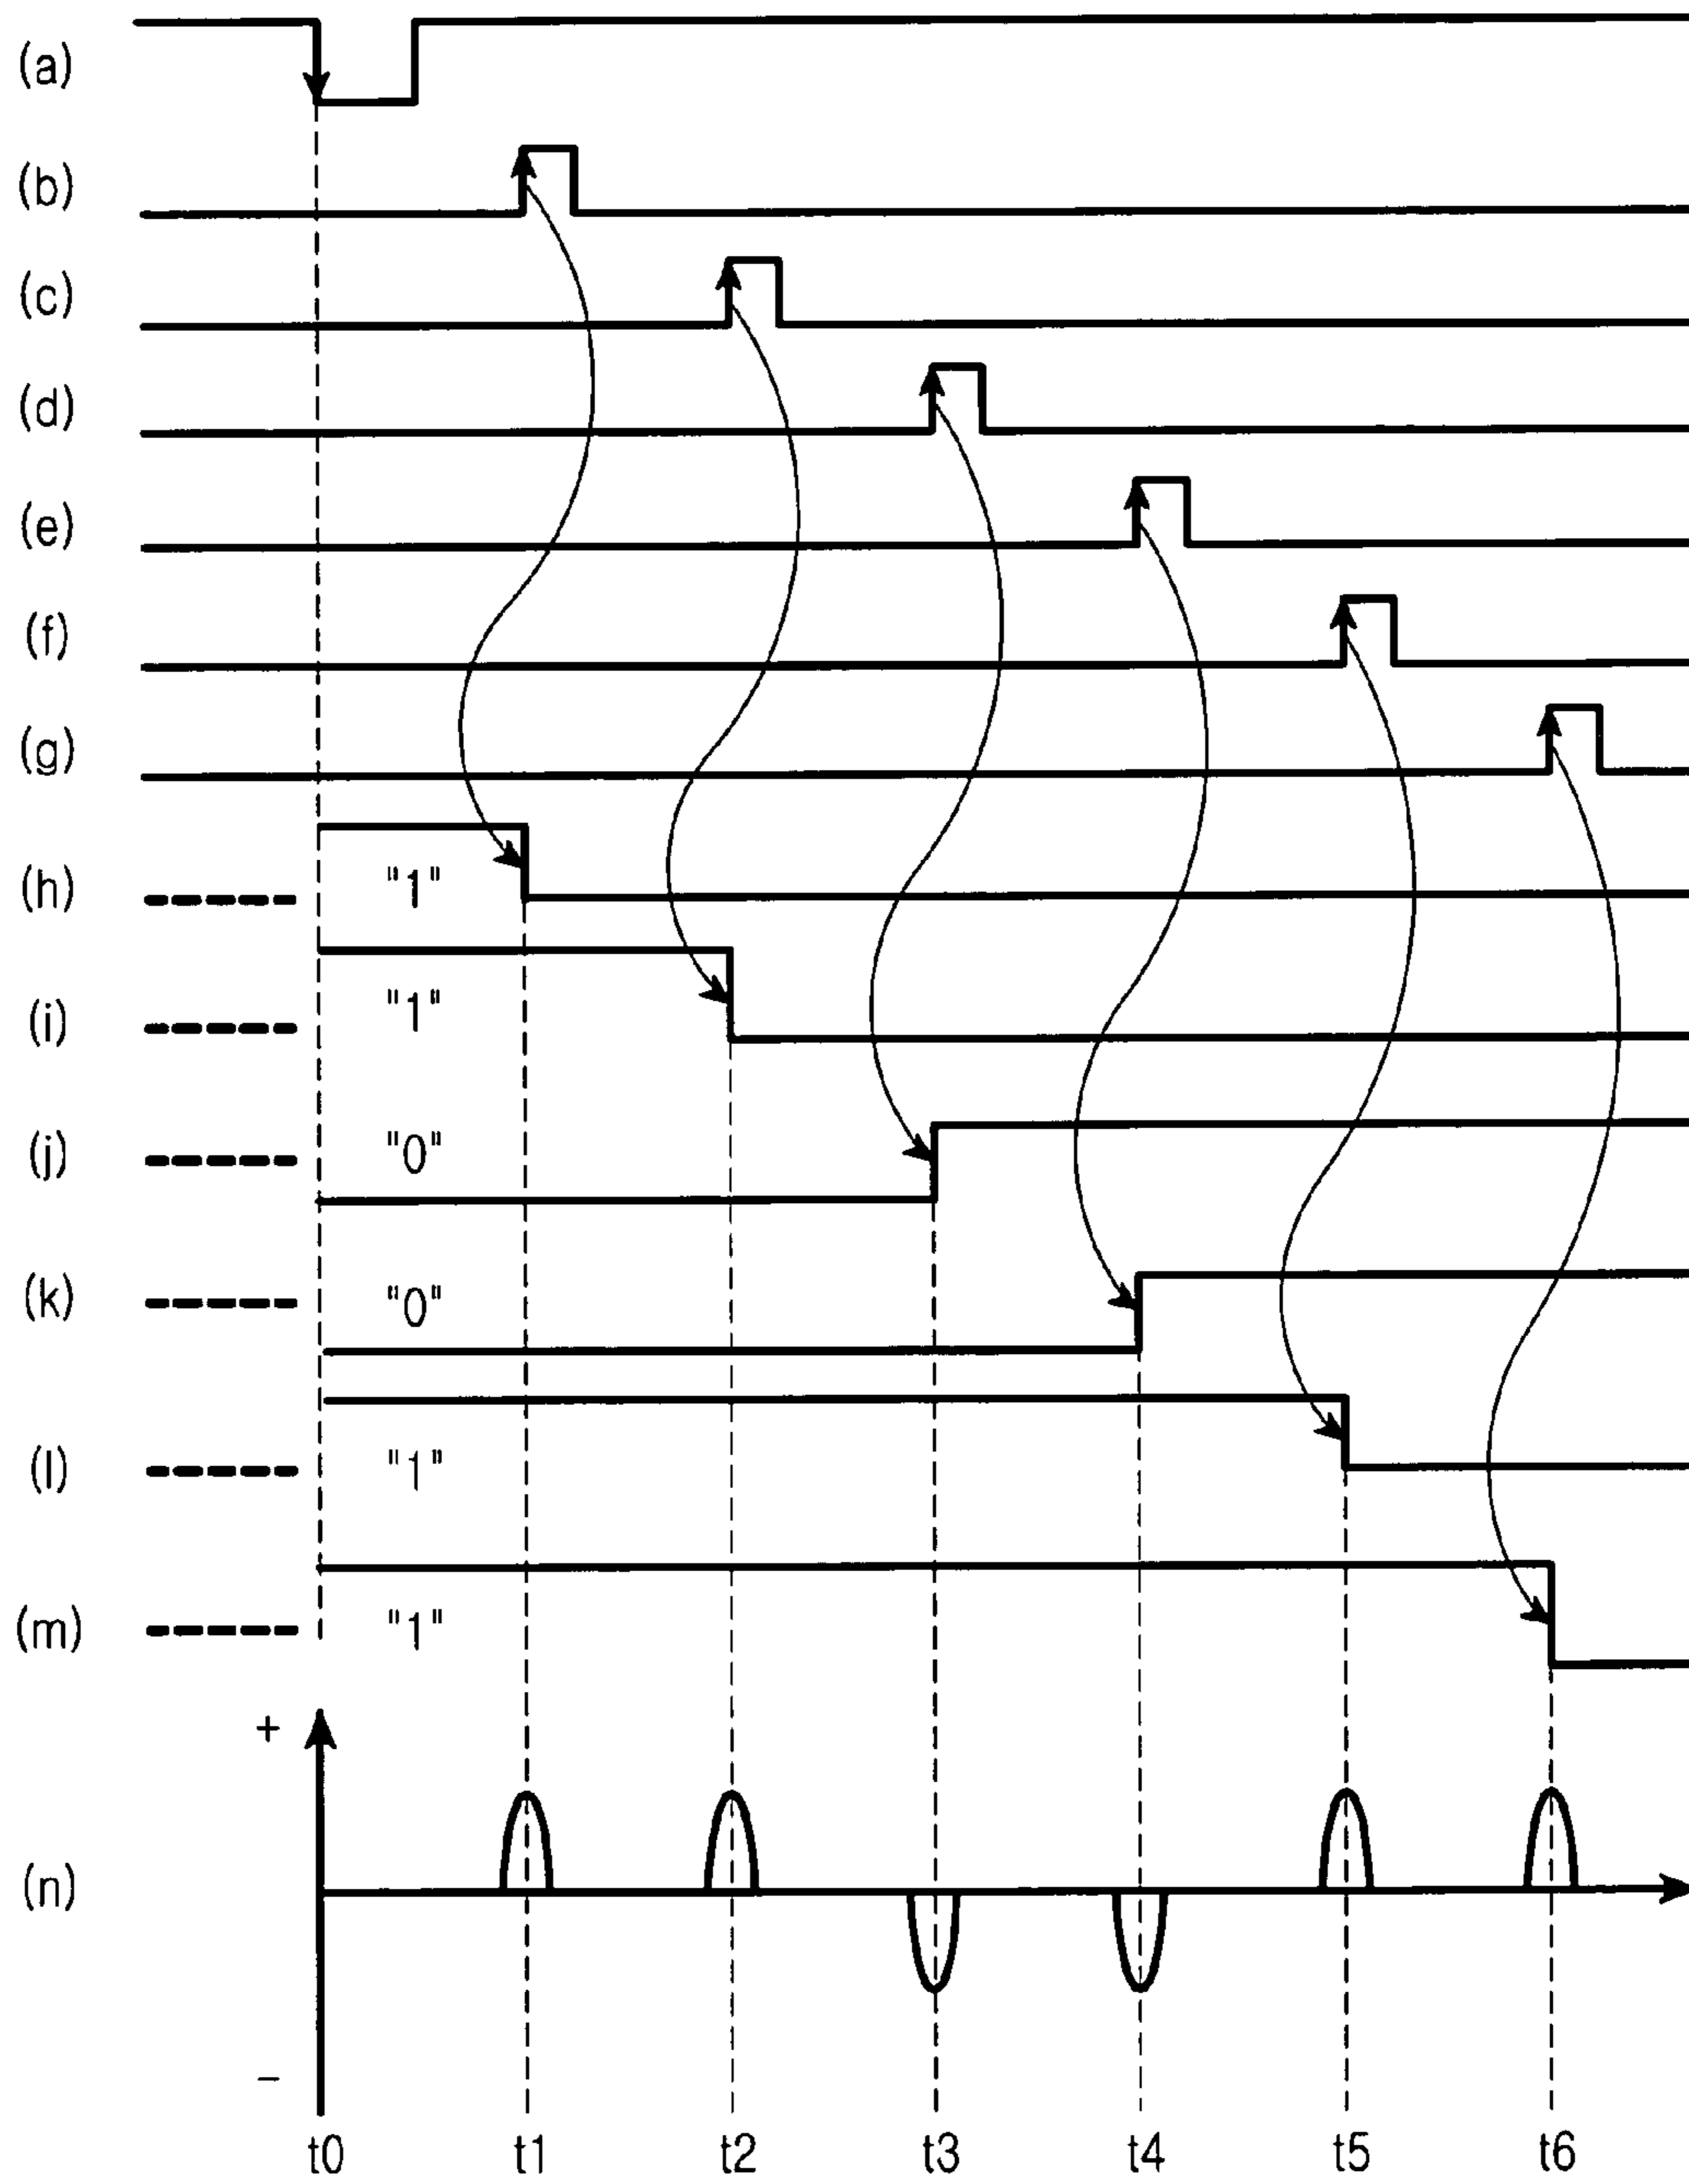 (a)
(b)
(c)
(d)
(e)
(f)
(g)
(h) "1"
(i) "1"
(j) "0"
(k) "0"
(l) "1"
(m) "1"
+
(n)
−
t0 t1 t2 t3 t4 t5 t6